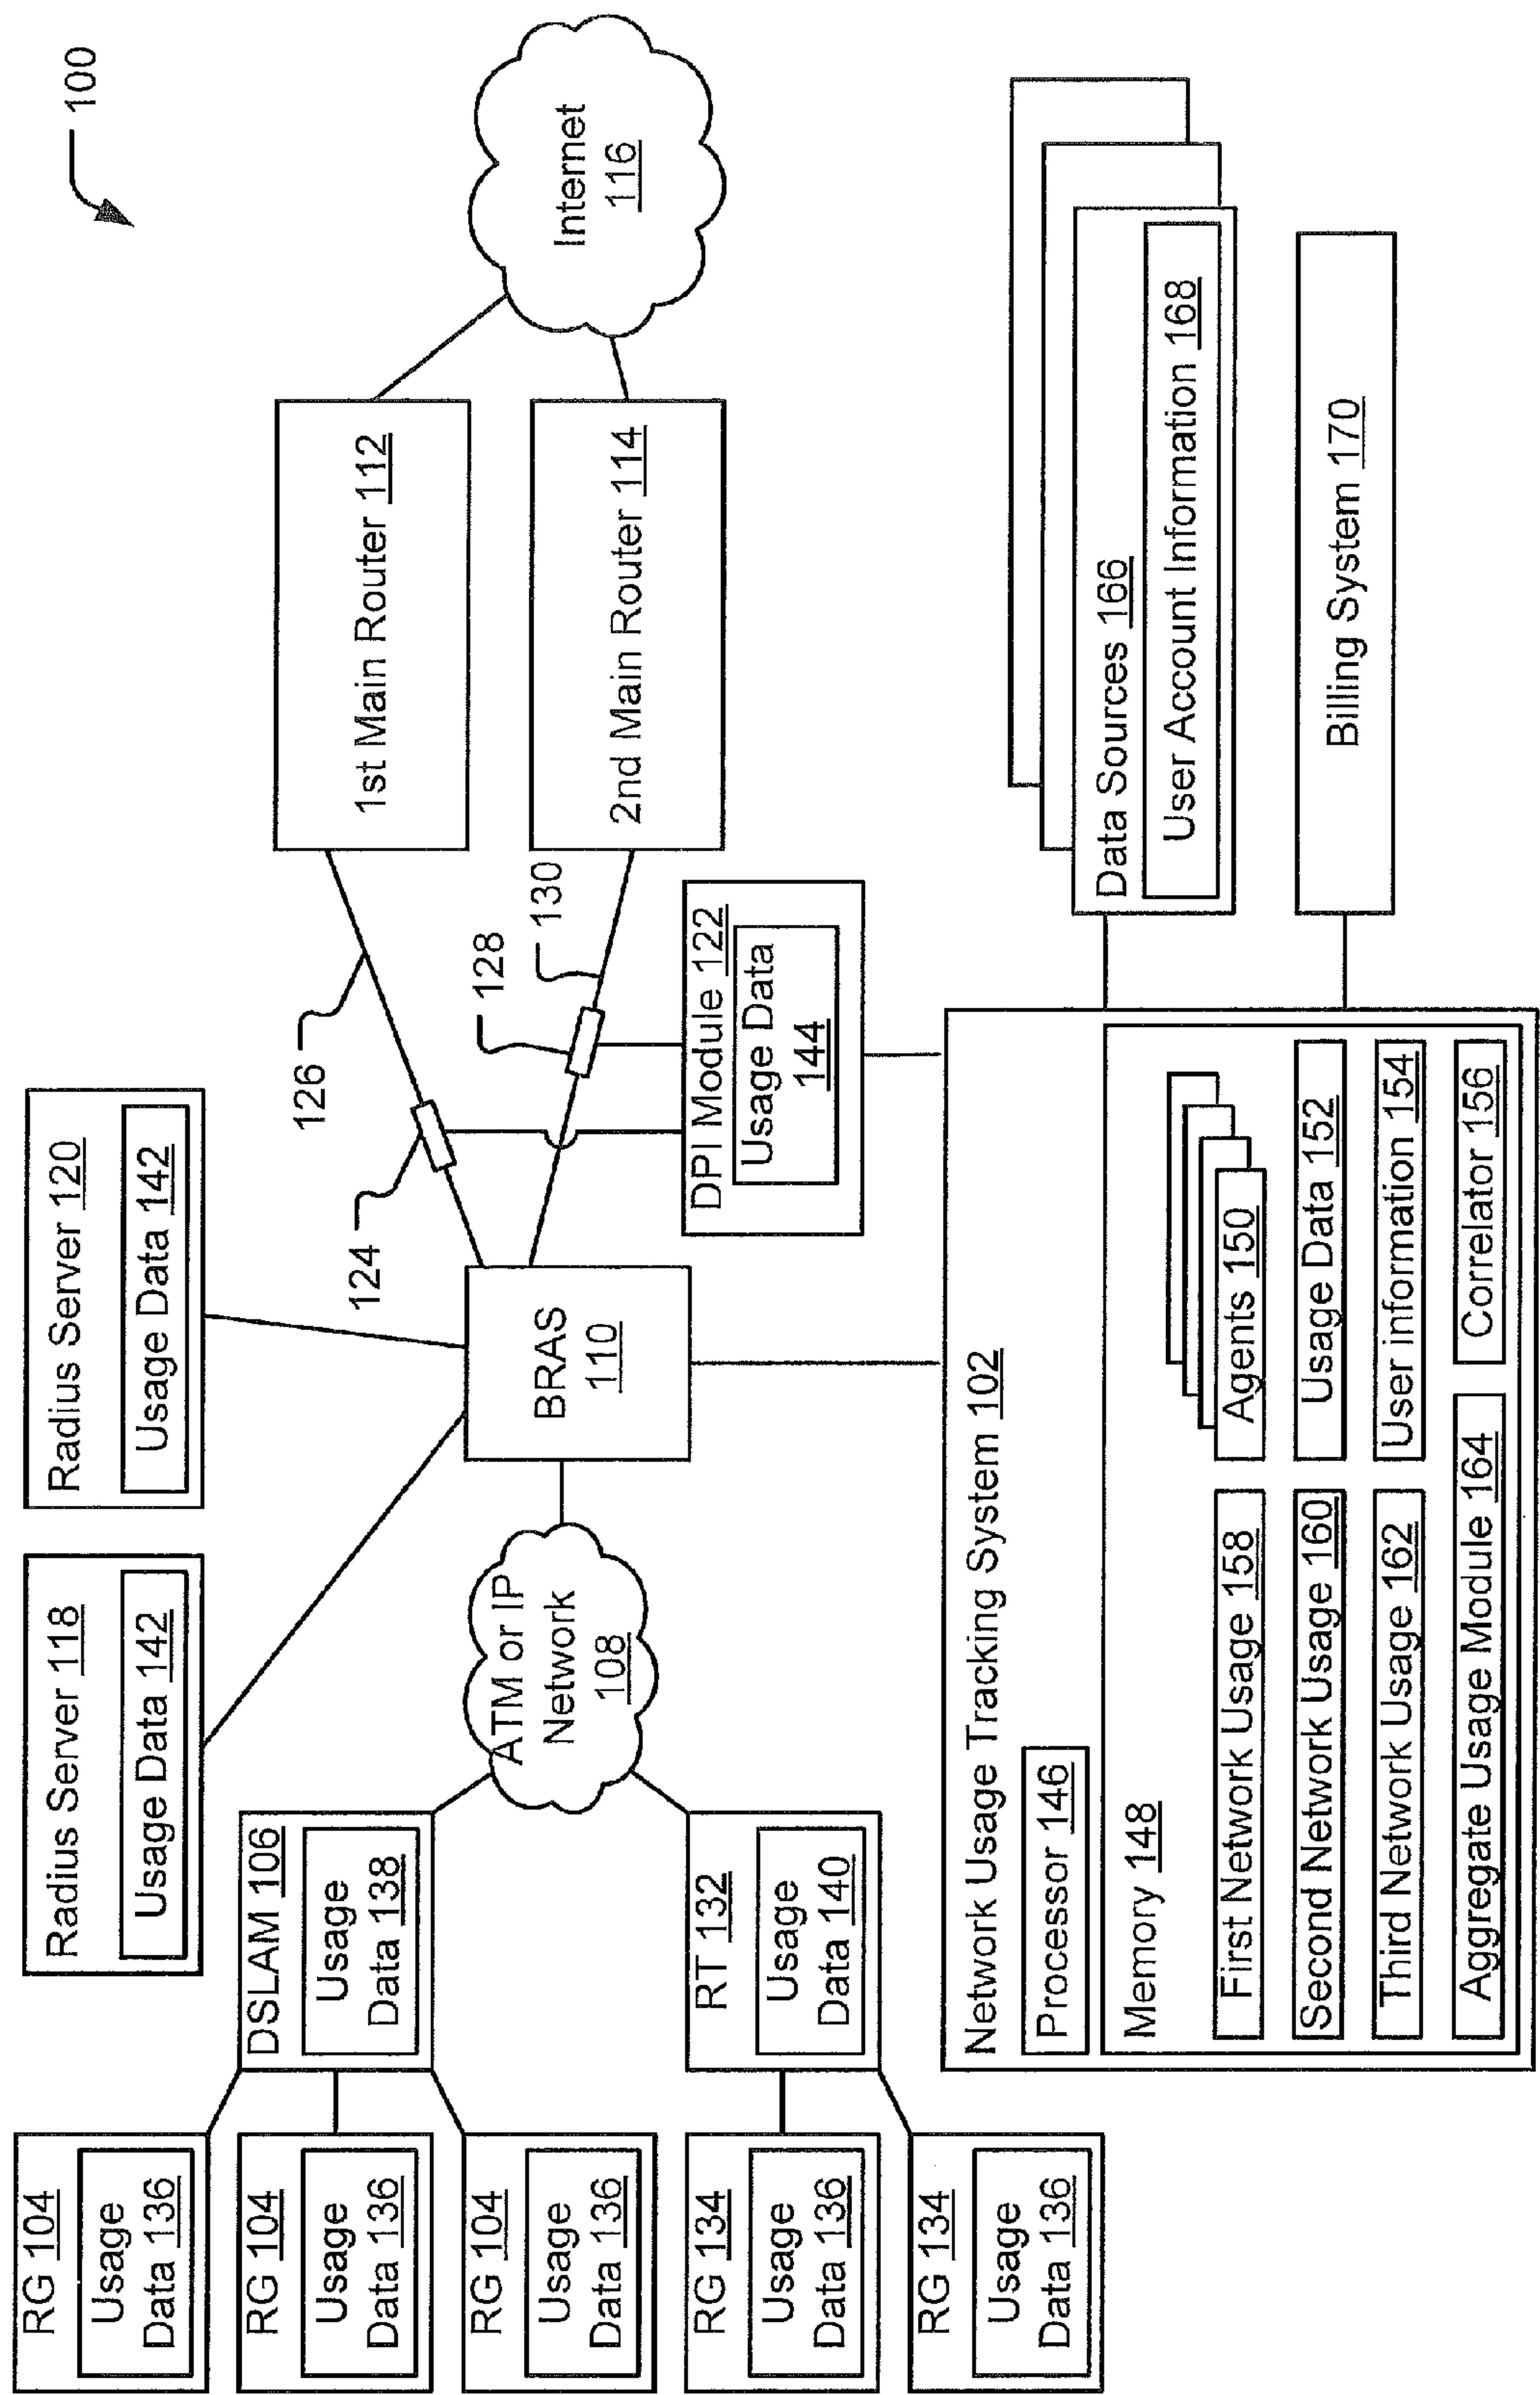 100
RG 104
Usage
Data 136
RG 104
Usage
Data 136
RG 104
Usage
Data 136
RG 134
Usage
Data 136
RG 134
Usage
Data 136
DSLAM 106
Usage
Data 138
RT 132
Usage
Data 140
Radius Server 118
Usage Data 142
Radius Server 120
Usage Data 142
ATM or IP
Network
108
BRAS
110
124
126
128
130
DPI Module 122
Usage Data
144
1st Main Router 112
2nd Main Router 114
Internet
116
Network Usage Tracking System 102
Processor 146
Memory 148
First Network Usage 158
Agents 150
Second Network Usage 160
Usage Data 152
Third Network Usage 162
User information 154
Aggregate Usage Module 164
Correlator 156
Data Sources 166
User Account Information 168
Billing System 170